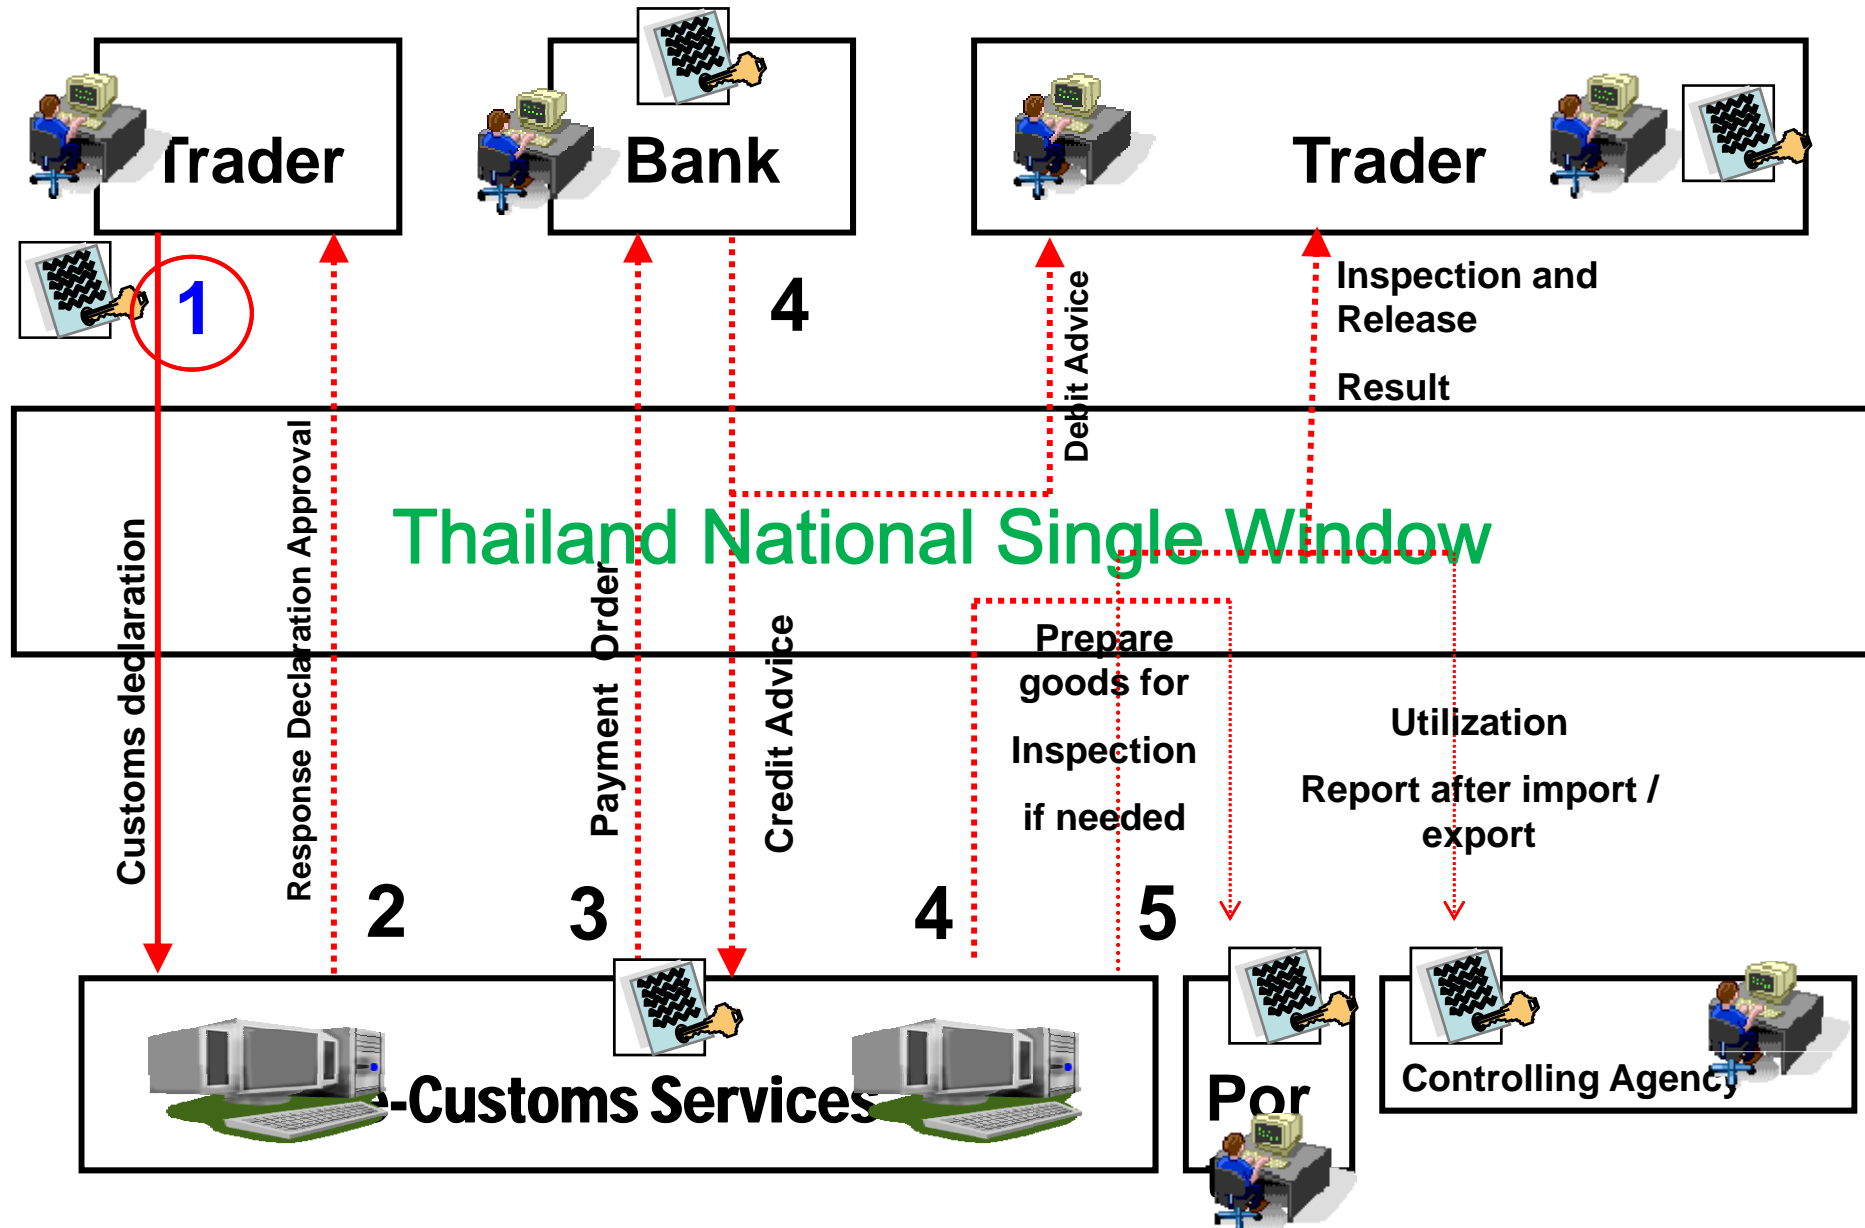 Trader
Bank
Trader
1
4
Debit Advice
Inspection and
Release
Result
Thailand National Single Window
Customs declaration
Response Declaration Approval
Payment Order
Credit Advice
Prepare
goods for
Inspection
if needed
Utilization
Report after import /
export
2
3
4
5
e-Customs Services
Por
Controlling Agency